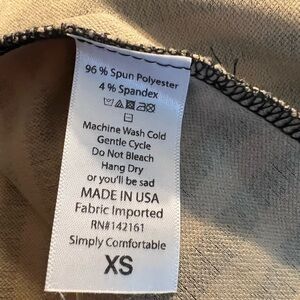 96 % Spun Polyester
4 % Spandex
Machine Wash Cold
Gentle Cycle
Do Not Bleach
Hang Dry
or you'll be sad
MADE IN USA
Fabric Imported
RN#142161
Simply Comfortable
XS